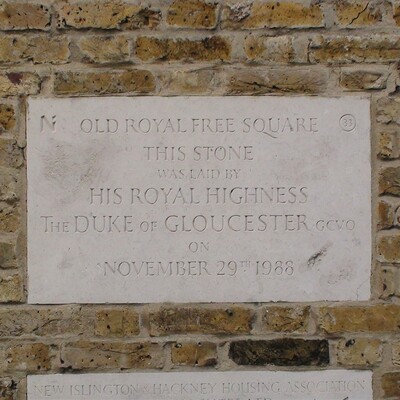 OLD ROYAL FREE SQUARE
THIS STONE
WAS LAID BY
HIS ROYAL HIGHNESS
THE DUKE OF GLOUCESTER GCVO
ON
NOVEMBER 29TH 1988
NEW ISLINGTON & HACKNEY HOUSING ASSOCIATION